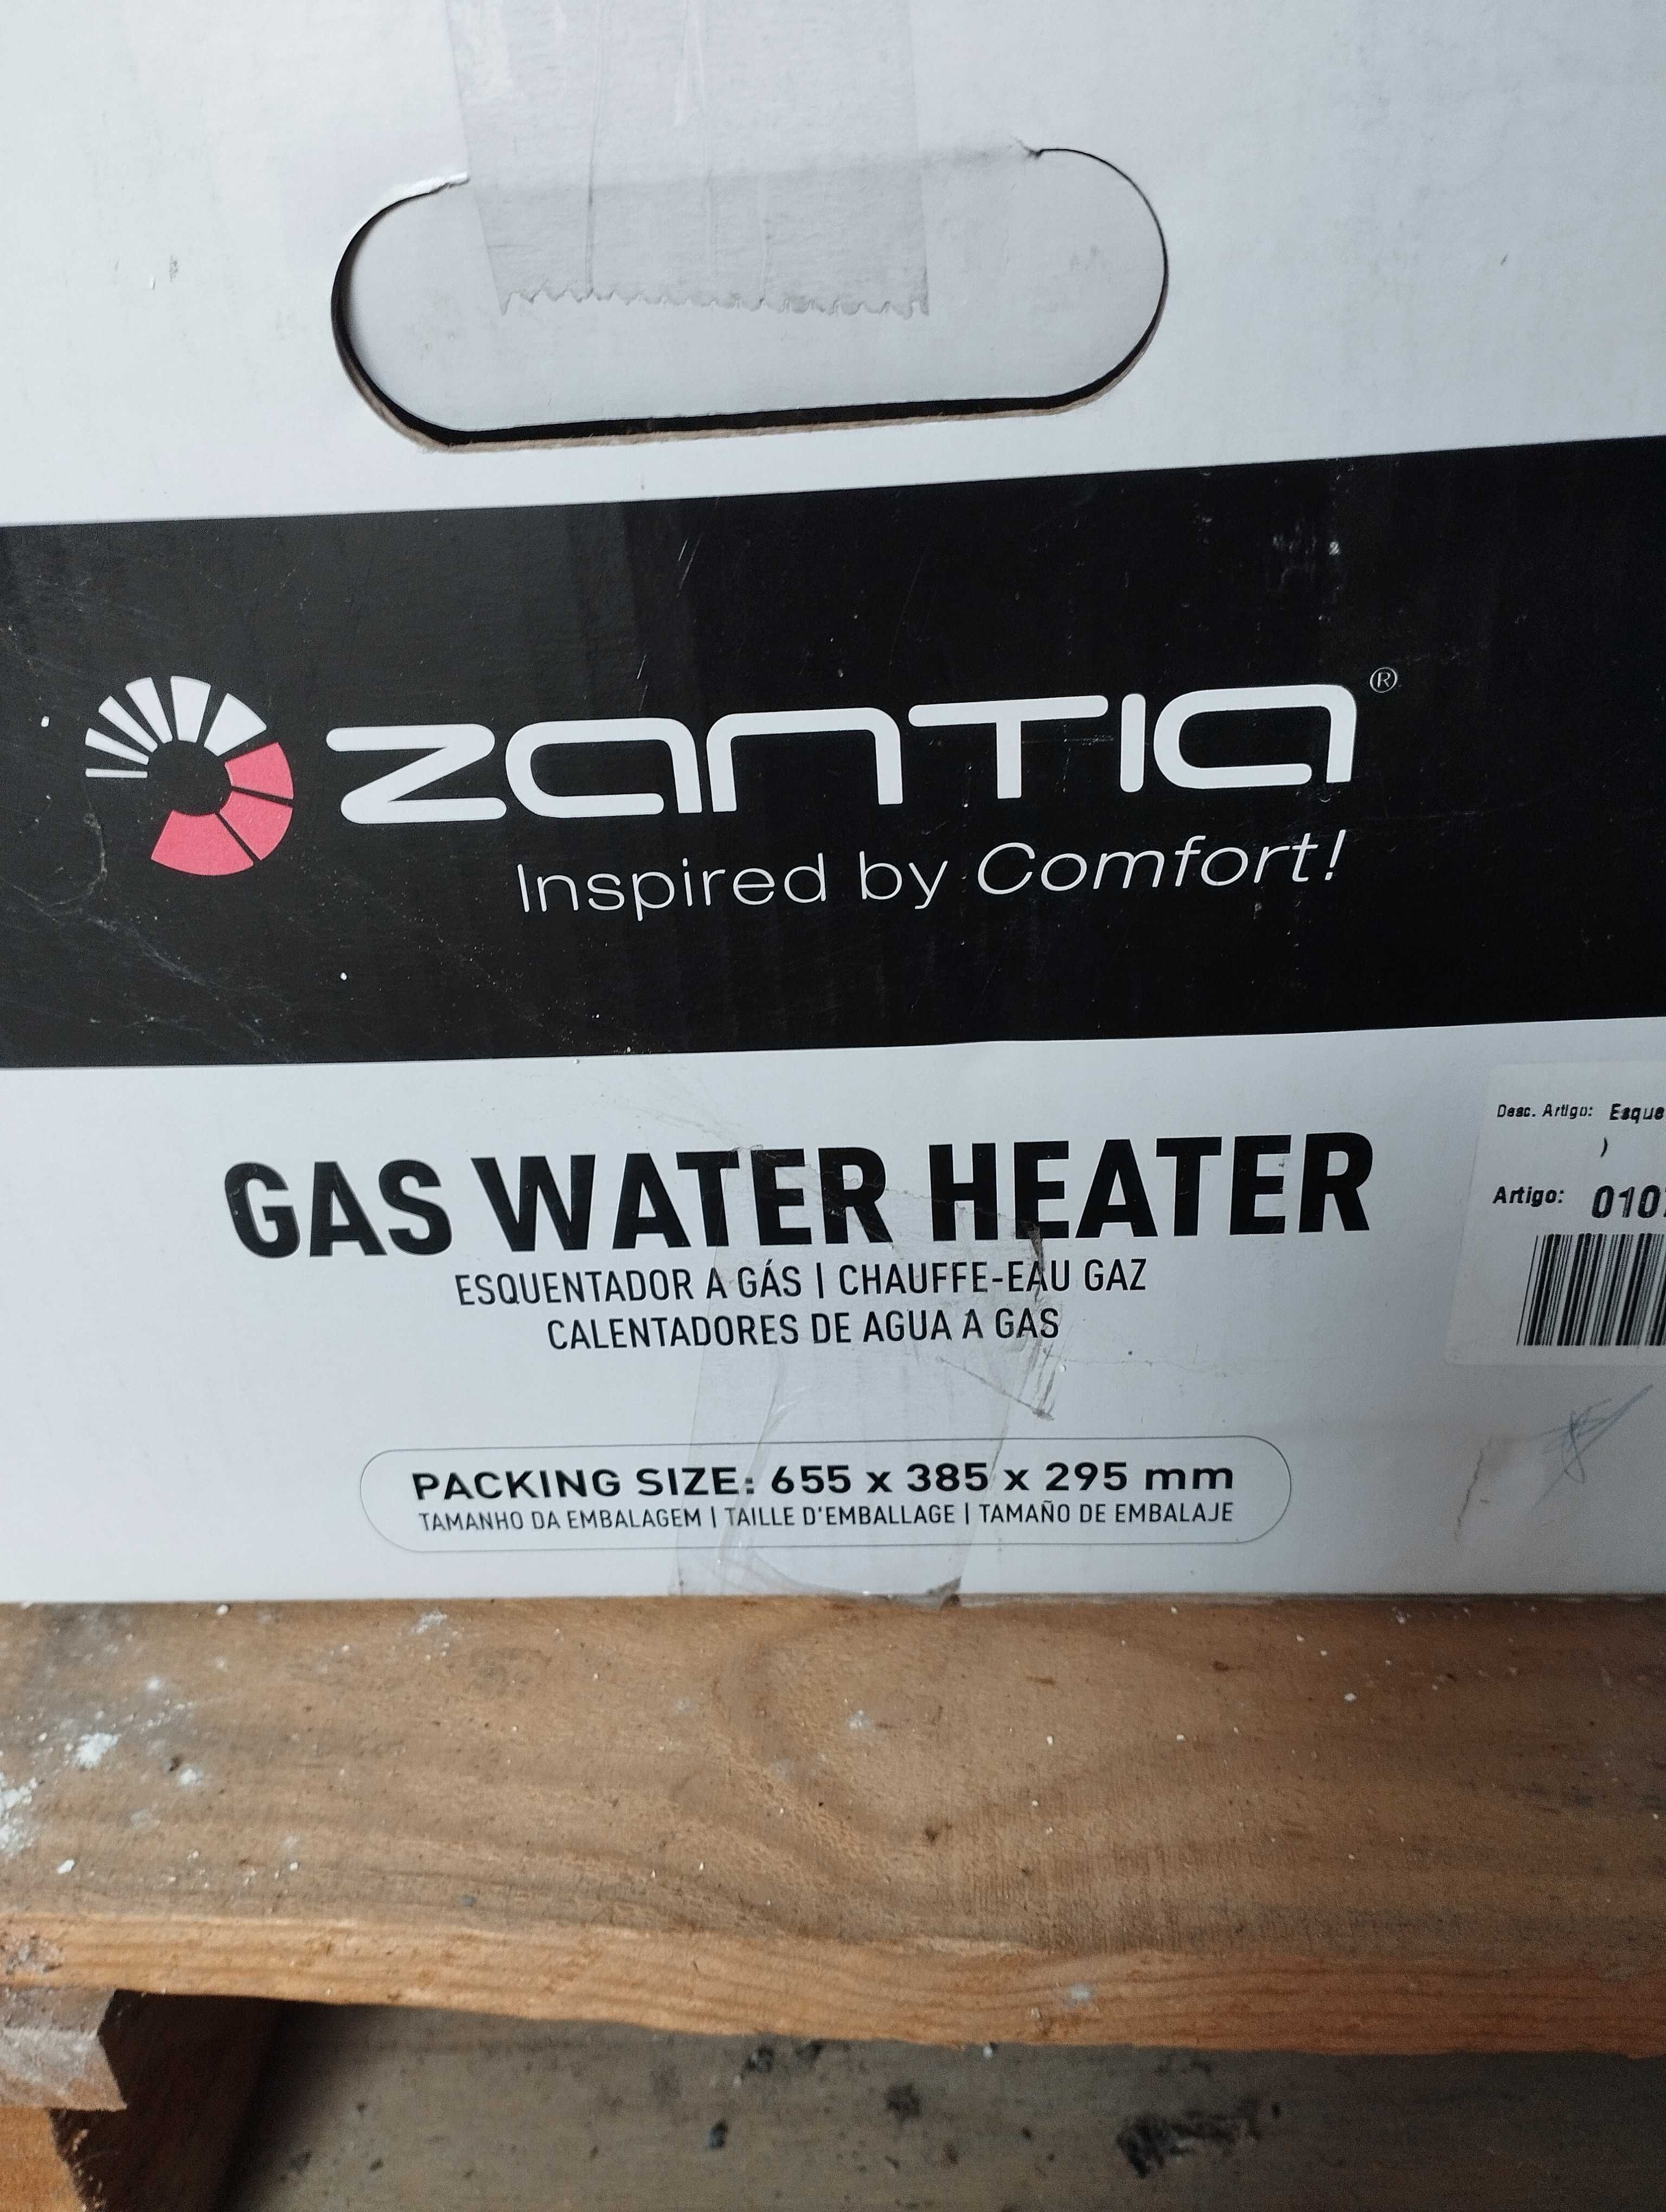 zantia®
Inspired by Comfort!
GAS WATER HEATER
ESQUENTADOR A GÁS | CHAUFFE-EAU GAZ
CALENTADORES DE AGUA A GAS
PACKING SIZE: 655 x 385 x 295 mm
TAMANHO DA EMBALAGEM | TAILLE D'EMBALLAGE | TAMAÑO DE EMBALAJE
Desc. Artigo: Esque
)
Artigo: 010